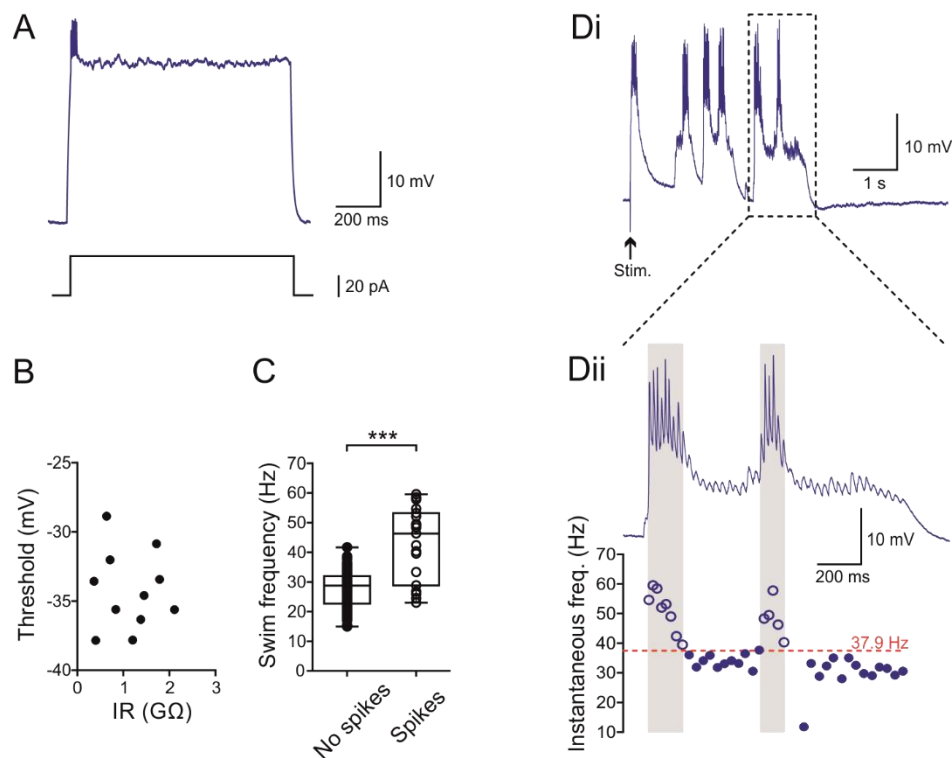 A
10 mV
200 ms
20 pA
B
-25
-30
-35
-40
Threshold (mV)
0
1
2
3
IR (GΩ)
C
***
70
60
50
40
30
20
10
0
Swim frequency (Hz)
No spikes
Spikes
Di
10 mV
1 s
Stim.
Dii
10 mV
200 ms
70
60
50
40
30
20
10
Instantaneous freq. (Hz)
37.9 Hz